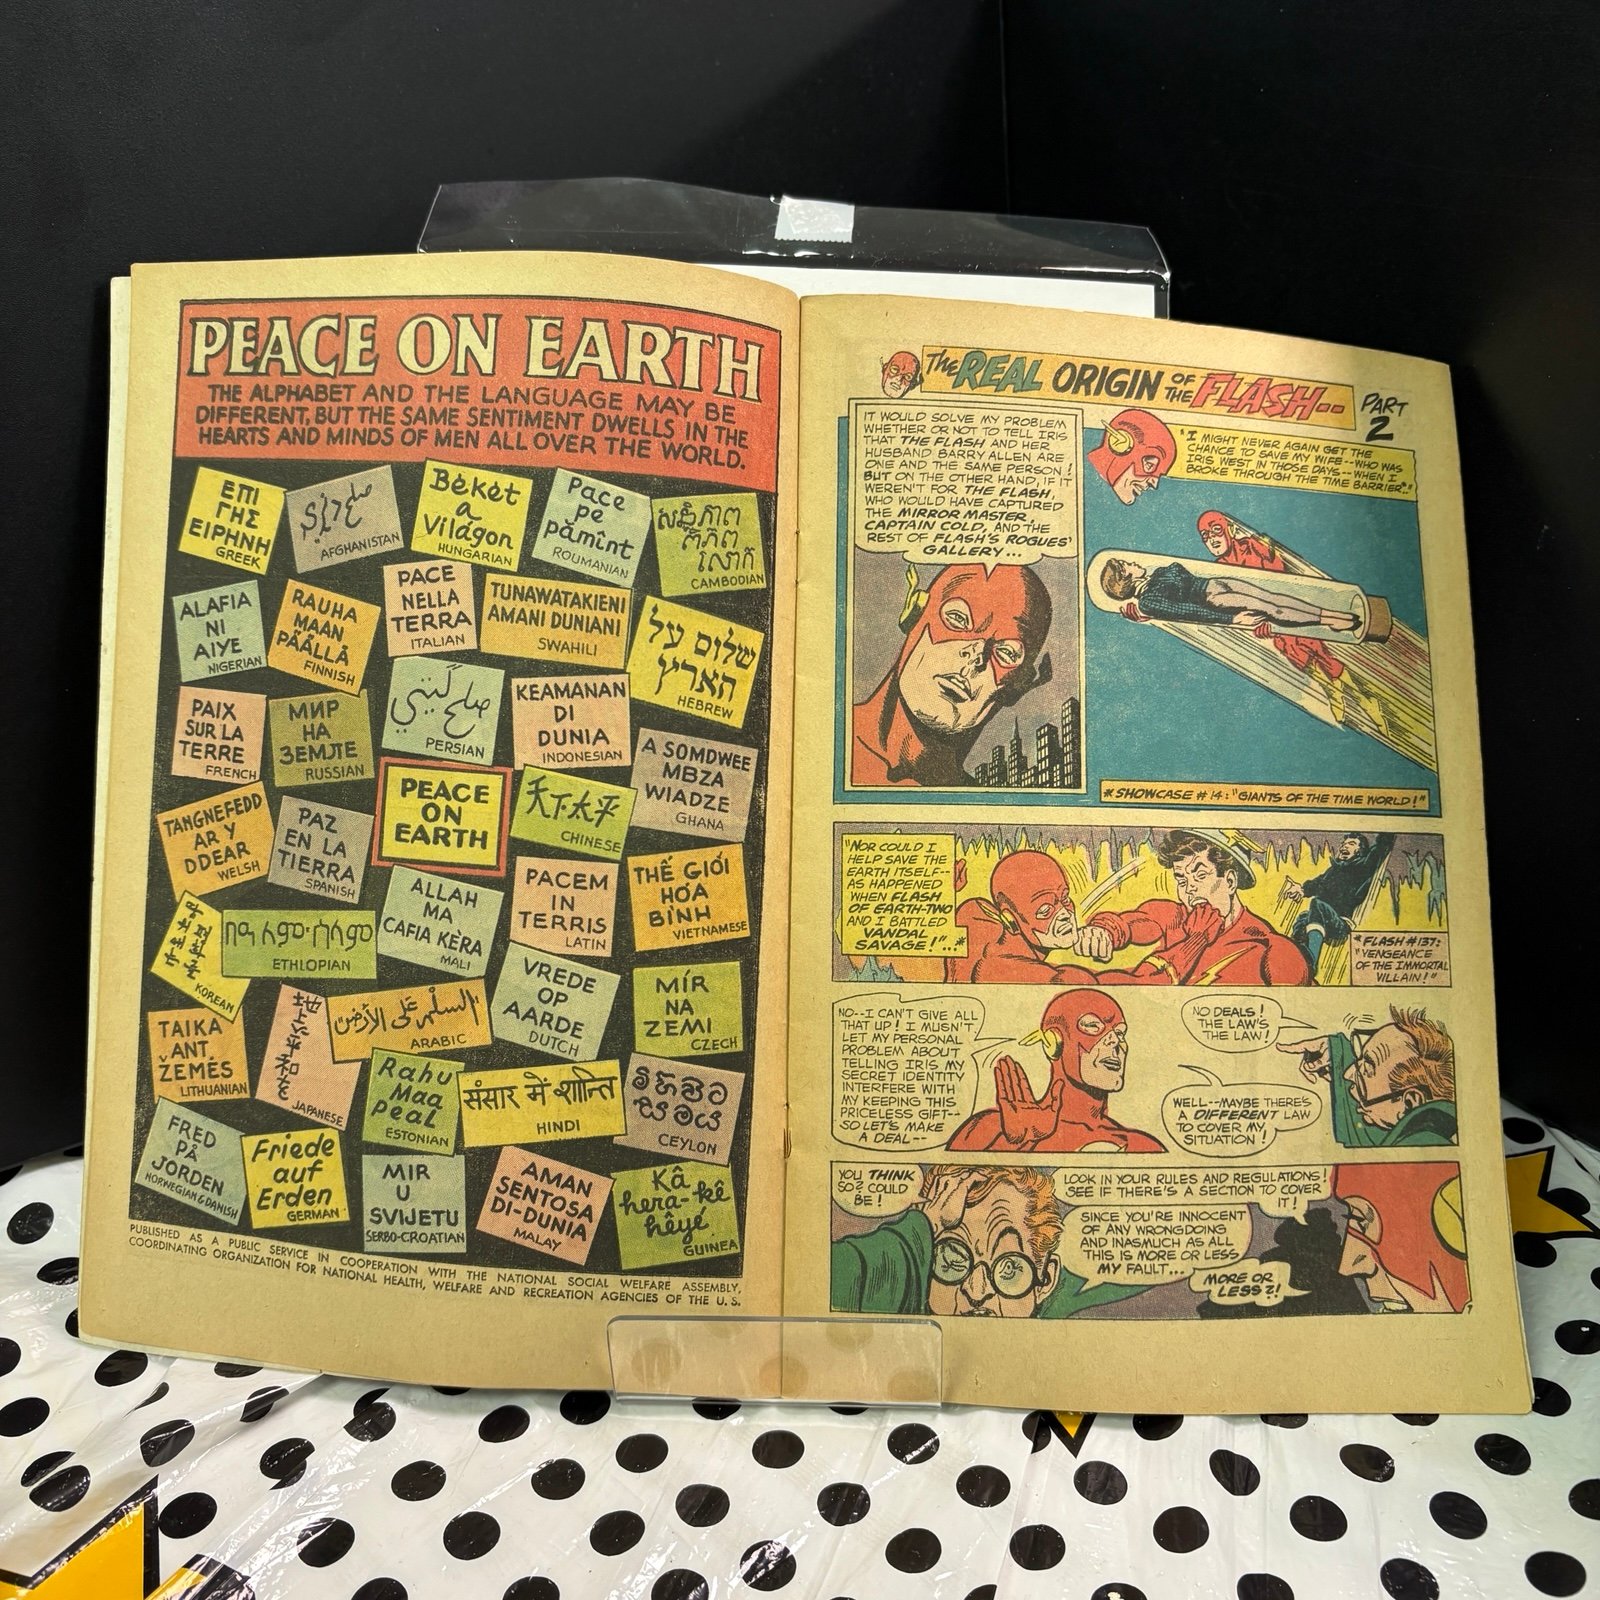 PEACE ON EARTH
THE ALPHABET AND THE LANGUAGE MAY BE
DIFFERENT, BUT THE SAME SENTIMENT DWELLS IN THE
HEARTS AND MINDS OF MEN ALL OVER THE WORLD.
ΕΠΙ
ΓΗΣ
ΕΙΡΗΝΗ
GREEK
AFGHANISTAN
Békét
a
Világon
HUNGARIAN
Pace
pe
pămînt
ROUMANIAN
CAMBODIAN
ALAFIA
NI
AIYE
NIGERIAN
RAUHA
MAAN
PÄÄLLÄ
FINNISH
PACE
NELLA
TERRA
ITALIAN
TUNAWATAKIENI
AMANI DUNIANI
SWAHILI
שלום על
הארץ
HEBREW
PAIX
SUR LA
TERRE
FRENCH
МИР
НА
ЗЕМЛЕ
RUSSIAN
صلح گیتی
PERSIAN
KEAMANAN
DI
DUNIA
INDONESIAN
A SOMDWEE
MBZA
WIADZE
GHANA
TANGNEFEDD
AR Y
DDEAR
WELSH
PAZ
EN LA
TIERRA
SPANISH
PEACE
ON
EARTH
天下太平
CHINESE
ALLAH
MA
CAFIA KÈRA
MALI
PACEM
IN
TERRIS
LATIN
THẾ GIỚI
HÓA
BÌNH
VIETNAMESE
KOREAN
ETHLOPIAN
VREDE
OP
AARDE
DUTCH
MÍR
NA
ZEMI
CZECH
TAIKA
ANT
ŽEMĖS
LITHUANIAN
JAPANESE
السلام على الأرض
ARABIC
Rahu
Maa
peal
ESTONIAN
संसार में शान्ति
HINDI
CEYLON
FRED
PÅ
JORDEN
NORWEGIAN & DANISH
Friede
auf
Erden
GERMAN
MIR
U
SVIJETU
SERBO-CROATIAN
AMAN
SENTOSA
DI-DUNIA
MALAY
Kâ
hera-kê
hêyé
GUINEA
PUBLISHED AS A PUBLIC SERVICE IN COOPERATION WITH THE NATIONAL SOCIAL WELFARE ASSEMBLY,
COORDINATING ORGANIZATION FOR NATIONAL HEALTH, WELFARE AND RECREATION AGENCIES OF THE U. S.
THE REAL ORIGIN OF THE FLASH--
PART
2
IT WOULD SOLVE MY PROBLEM
WHETHER OR NOT TO TELL IRIS
THAT THE FLASH AND HER
HUSBAND BARRY ALLEN ARE
ONE AND THE SAME PERSON!
BUT ON THE OTHER HAND, IF IT
WEREN'T FOR THE FLASH,
WHO WOULD HAVE CAPTURED
THE MIRROR MASTER,
CAPTAIN COLD, AND THE
REST OF FLASH'S ROGUES'
GALLERY...
"I MIGHT NEVER AGAIN GET THE
CHANCE TO SAVE MY WIFE--WHO WAS
IRIS WEST IN THOSE DAYS--WHEN I
BROKE THROUGH THE TIME BARRIER*..."
*SHOWCASE #14: "GIANTS OF THE TIME WORLD!"
"NOR COULD I
HELP SAVE THE
EARTH ITSELF--
AS HAPPENED
WHEN FLASH
OF EARTH-TWO
AND I BATTLED
VANDAL
SAVAGE!"...*
*FLASH #137:
"VENGEANCE
OF THE IMMORTAL
VILLAIN!"
NO--I CAN'T GIVE ALL
THAT UP! I MUSN'T
LET MY PERSONAL
PROBLEM ABOUT
TELLING IRIS MY
SECRET IDENTITY
INTERFERE WITH
MY KEEPING THIS
PRICELESS GIFT--
SO LET'S MAKE
A DEAL--
NO DEALS!
THE LAW'S
THE LAW!
WELL--MAYBE THERE'S
A DIFFERENT LAW
TO COVER MY
SITUATION!
YOU THINK
SO? COULD
BE!
LOOK IN YOUR RULES AND REGULATIONS!
SEE IF THERE'S A SECTION TO COVER
IT!
SINCE YOU'RE INNOCENT
OF ANY WRONGDOING
AND INASMUCH AS ALL
THIS IS MORE OR LESS
MY FAULT...
MORE OR
LESS?!